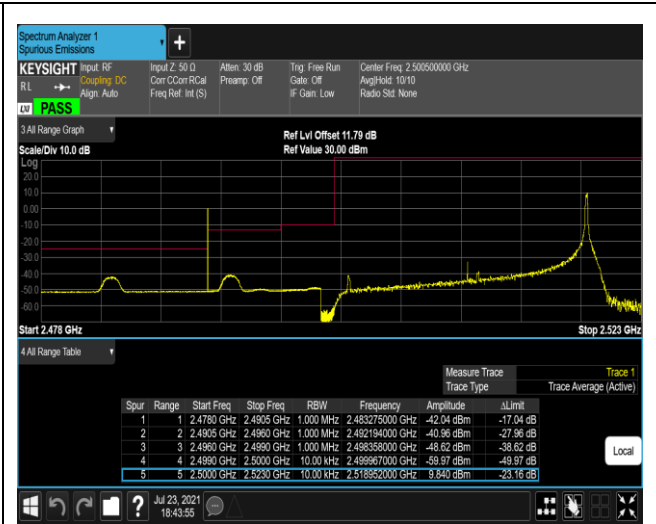 Spectrum Analyzer 1
Spurious Emissions
+
KEYSIGHT Input: RF Input Z: 50 Ω Atten: 30 dB Trig: Free Run Center Freq: 2.500500000 GHz
RL Coupling: DC Corr CCorr RCal Preamp: Off Gate: Off Avg|Hold: 10/10
Align: Auto Freq Ref: Int (S) IF Gain: Low Radio Std: None
LXI PASS
3 All Range Graph
Ref Lvl Offset 11.79 dB
Scale/Div 10.0 dB Ref Value 30.00 dBm
Log
20.0
10.0
0.00
-10.0
-20.0
-30.0
-40.0
-50.0
-60.0
Start 2.478 GHz Stop 2.523 GHz
4 All Range Table
Measure Trace Trace 1
Trace Type Trace Average (Active)
Spur Range Start Freq Stop Freq RBW Frequency Amplitude ΔLimit
1 1 2.4780 GHz 2.4905 GHz 1.000 MHz 2.483275000 GHz -42.04 dBm -17.04 dB
2 2 2.4905 GHz 2.4960 GHz 1.000 MHz 2.492194000 GHz -40.96 dBm -27.96 dB
3 3 2.4960 GHz 2.4990 GHz 1.000 MHz 2.498358000 GHz -48.62 dBm -38.62 dB
4 4 2.4990 GHz 2.5000 GHz 10.00 kHz 2.499967000 GHz -59.97 dBm -49.97 dB
5 5 2.5000 GHz 2.5230 GHz 10.00 kHz 2.518952000 GHz 9.840 dBm -23.16 dB
Local
? Jul 23, 2021
18:43:55